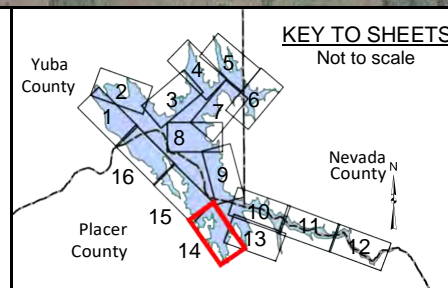 KEY TO SHEETS
Not to scale
Yuba
County
Nevada
County
N
Placer
County
1
2
3
4
5
6
7
8
9
10
11
12
13
14
15
16